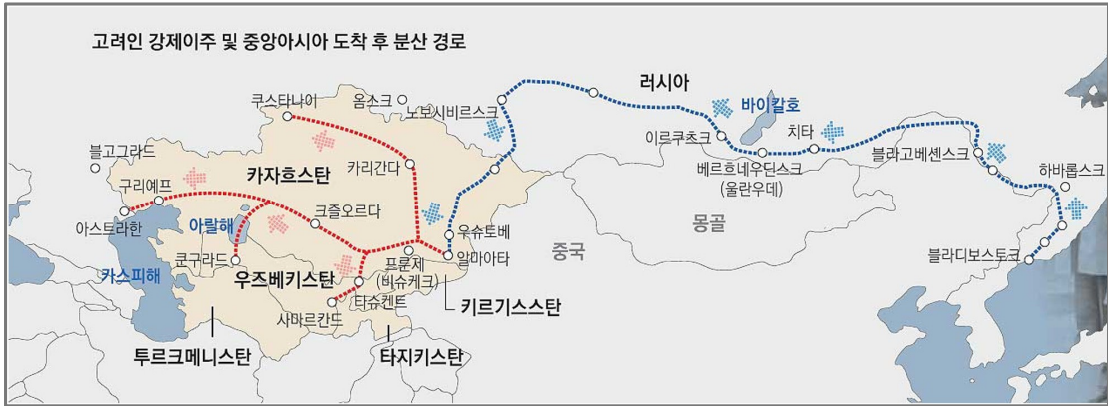 고려인 강제이주 및 중앙아시아 도착 후 분산 경로
러시아
쿠스타나이
옴스크
노보시비르스크
바이칼호
이르쿠츠크
치타
블라고베셴스크
베르흐네우딘스크
(울란우데)
하바롭스크
블고그라드
구리예프
카자흐스탄
카리간다
아스트라한
아랄해
크즐오르다
우슈토베
몽골
중국
카스피해
쿤구라드
우즈베키스탄
프룬제
(비슈케크)
알마아타
블라디보스토크
타슈켄트
사마르칸드
키르기스스탄
투르크메니스탄
타지키스탄